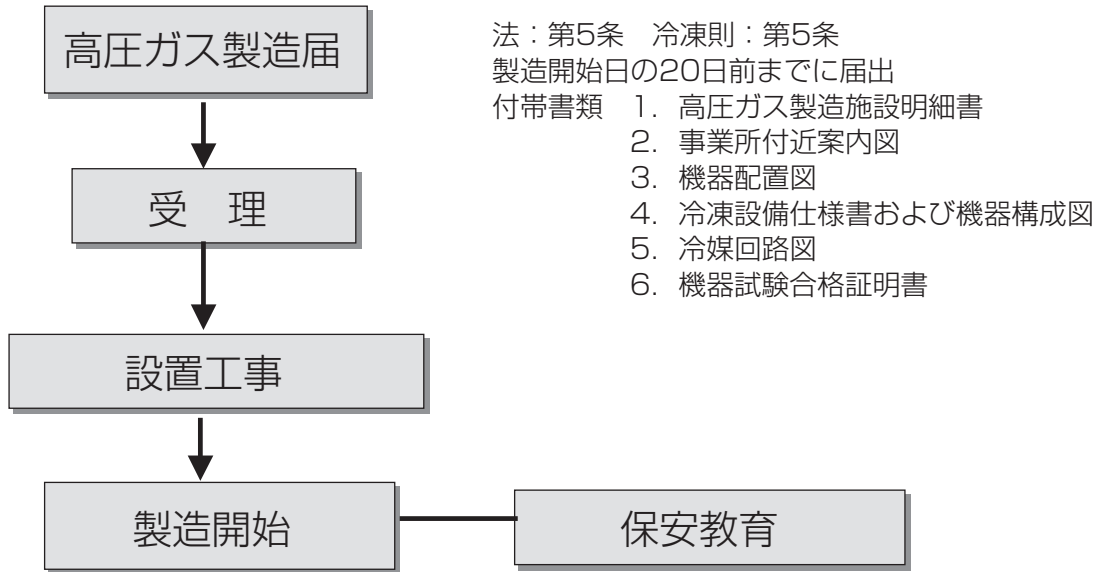 高圧ガス製造届
法：第5条　冷凍則：第5条
製造開始日の20日前までに届出
付帯書類　1．高圧ガス製造施設明細書
2．事業所付近案内図
3．機器配置図
4．冷凍設備仕様書および機器構成図
5．冷媒回路図
6．機器試験合格証明書
受　理
設置工事
製造開始
保安教育